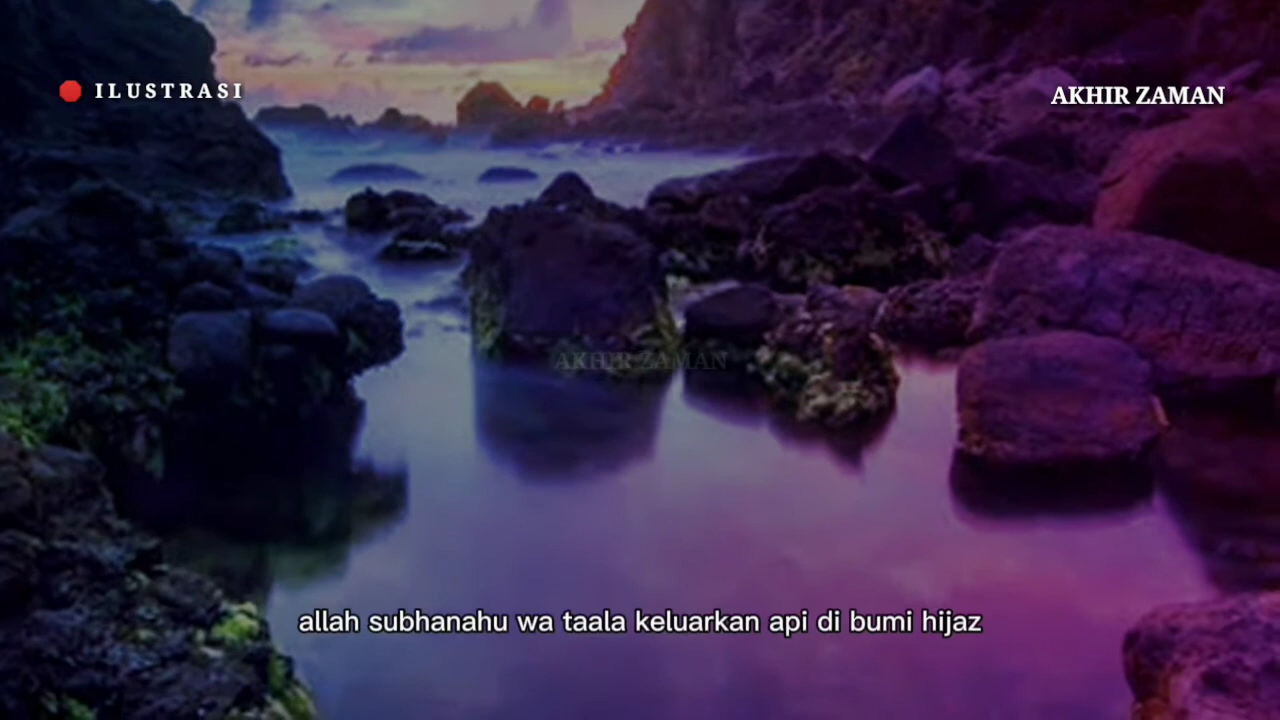 ILUSTRASI
AKHIR ZAMAN
AKHIR ZAMAN
allah subhanahu wa taala keluarkan api di bumi hijaz